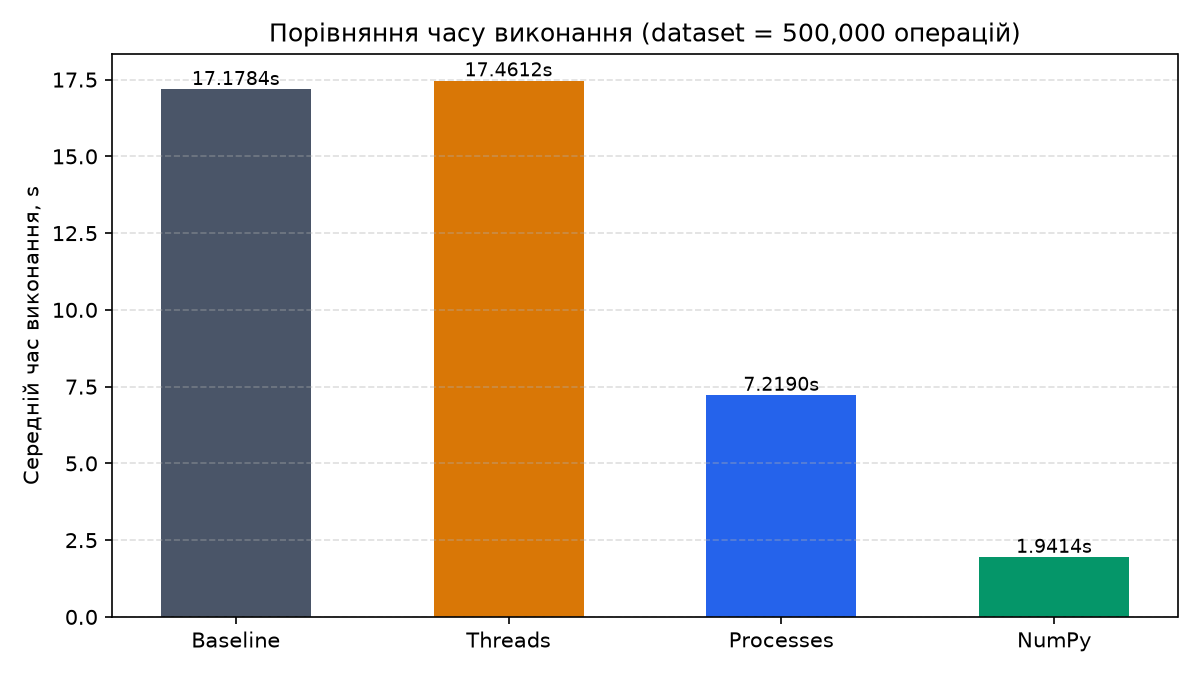 Порівняння часу виконання (dataset = 500,000 операцій)
Середній час виконання, s
17.5
15.0
12.5
10.0
7.5
5.0
2.5
0.0
17.1784s
17.4612s
7.2190s
1.9414s
Baseline
Threads
Processes
NumPy